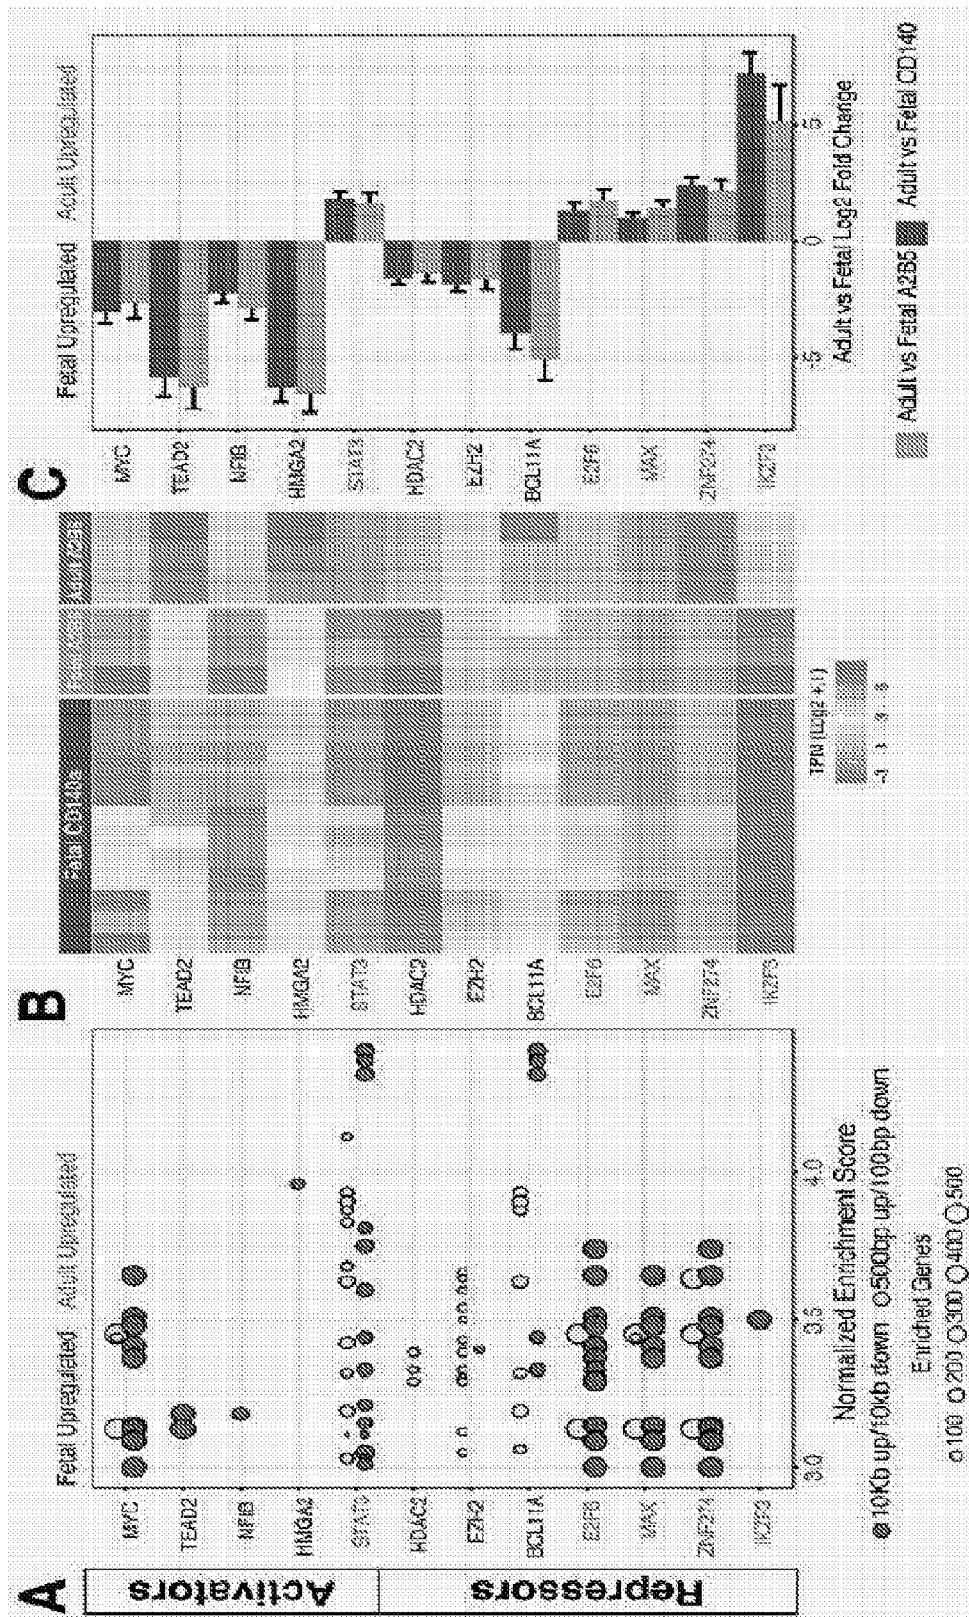 A
Fetal Upregulated Adult Upregulated
Activators
Repressors
MYC
TEAD2
NFIB
HMGA2
STAT3
HDAC2
EZH2
BCL11A
E2F6
MAX
ZNF274
IKZF3
3.0 3.5 4.0
Normalized Enrichment Score
10Kb up/10kb down 500bp up/100bp down
Enriched Genes
100 200 300 400 500
B
Fetal CD140a
MYC
TEAD2
NFIB
HMGA2
STAT3
HDAC2
EZH2
BCL11A
E2F6
MAX
ZNF274
IKZF3
TPM (Log2 + 1)
C
Fetal Upregulated Adult Upregulated
MYC
TEAD2
NFIB
HMGA2
STAT3
HDAC2
EZH2
BCL11A
E2F6
MAX
ZNF274
IKZF3
-5 0 5
Adult vs Fetal Log2 Fold Change
Adult vs Fetal A2B5 Adult vs Fetal CD140